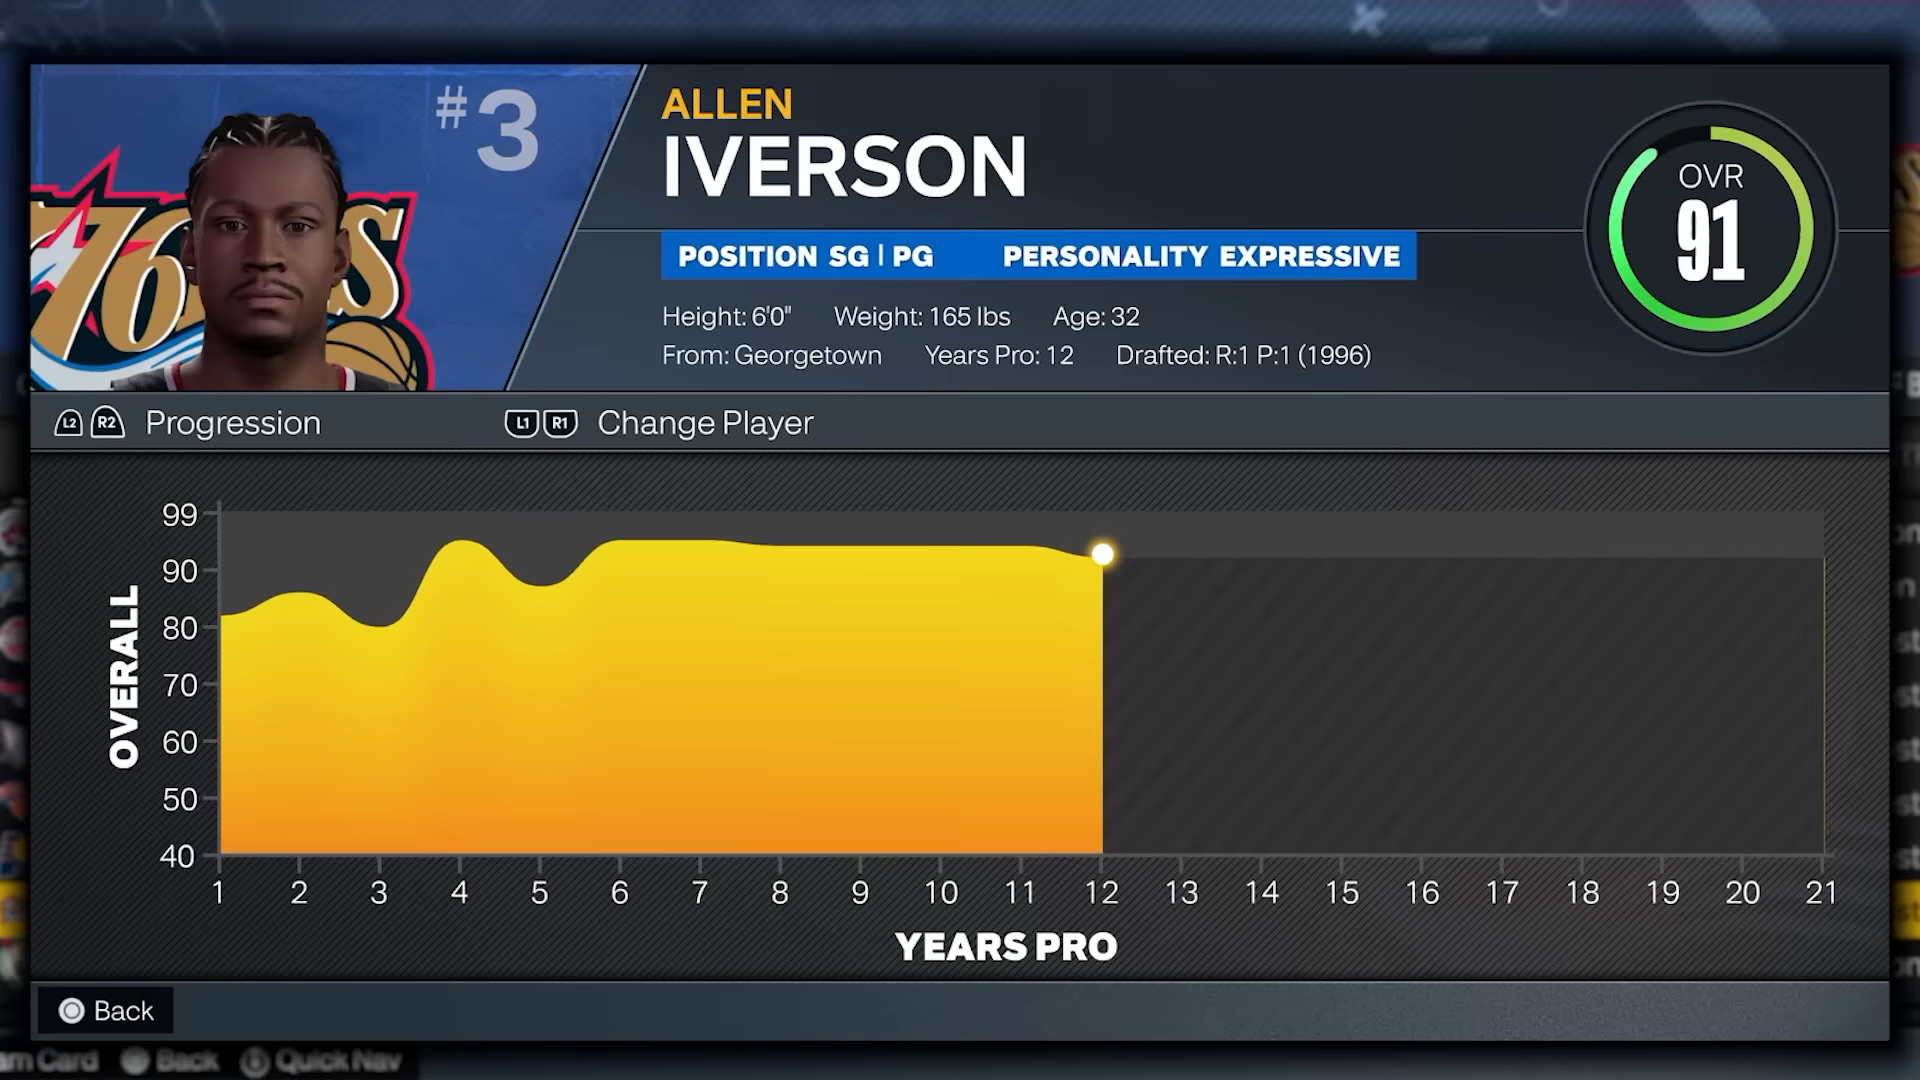 #3
76ERS
ALLEN
IVERSON
POSITION SG | PG PERSONALITY EXPRESSIVE
Height: 6'0" Weight: 165 lbs Age: 32
From: Georgetown Years Pro: 12 Drafted: R:1 P:1 (1996)
OVR
91
L2 R2 Progression L1 R1 Change Player
OVERALL
99
90
80
70
60
50
40
1 2 3 4 5 6 7 8 9 10 11 12 13 14 15 16 17 18 19 20 21
YEARS PRO
Back
Card Back Quick Nav